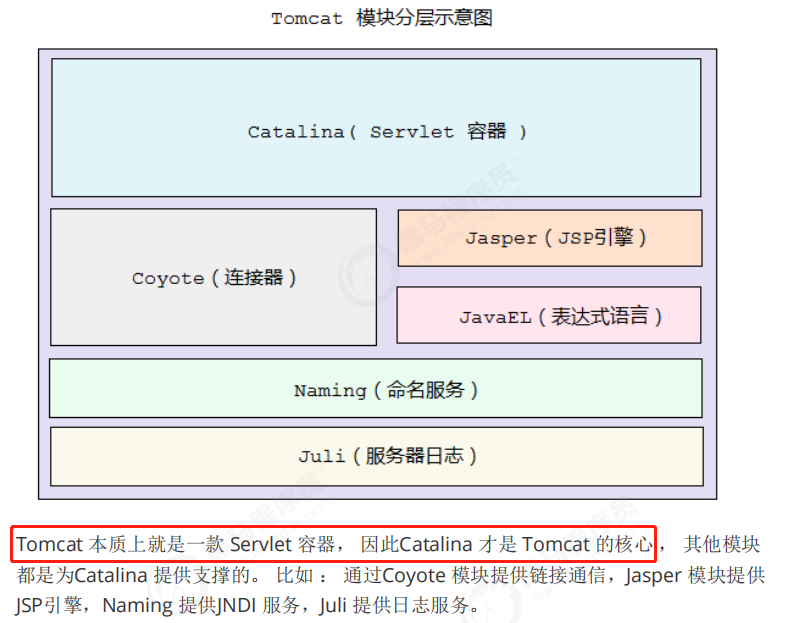 Tomcat 模块分层示意图
Catalina( Servlet 容器 )
Coyote ( 连接器 )
Jasper ( JSP引擎 )
JavaEL ( 表达式语言 )
Naming ( 命名服务 )
Juli ( 服务器日志 )
Tomcat 本质上就是一款 Servlet 容器， 因此Catalina 才是 Tomcat 的核心 ， 其他模块
都是为Catalina 提供支撑的。 比如 ： 通过Coyote 模块提供链接通信，Jasper 模块提供
JSP引擎，Naming 提供JNDI 服务，Juli 提供日志服务。
黑马程序员